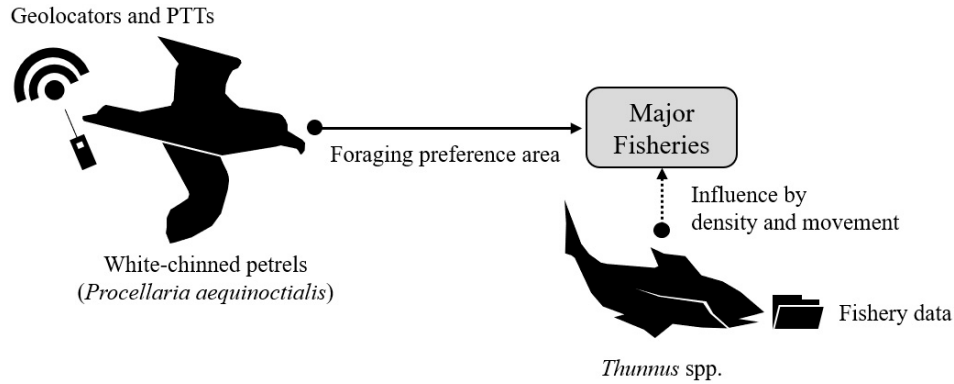 Geolocators and PTTs
Major
Fisheries
Foraging preference area
Influence by
density and movement
White-chinned petrels
(Procellaria aequinoctialis)
Fishery data
Thunnus spp.